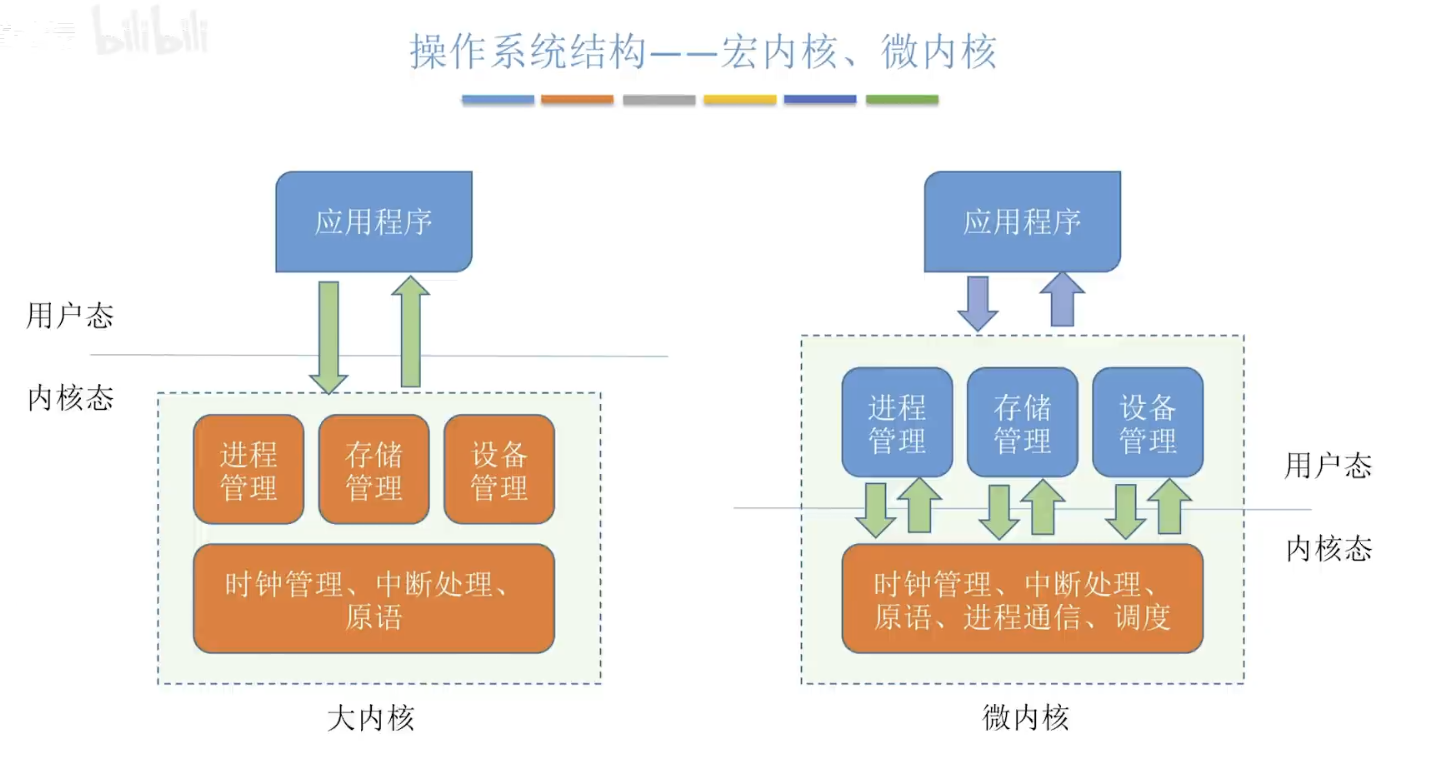 bilibili
操作系统结构——宏内核、微内核
应用程序
用户态
内核态
进程
管理
存储
管理
设备
管理
时钟管理、中断处理、
原语
大内核
应用程序
进程
管理
存储
管理
设备
管理
用户态
内核态
时钟管理、中断处理、
原语、进程通信、调度
微内核